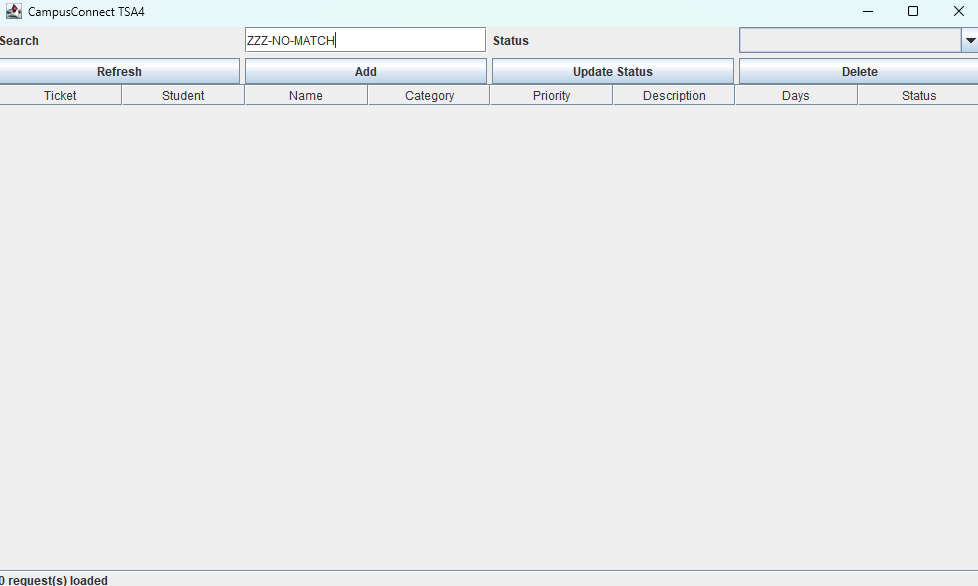 CampusConnect TSA4
Search ZZZ-NO-MATCH Status
Refresh Add Update Status Delete
Ticket Student Name Category Priority Description Days Status
0 request(s) loaded